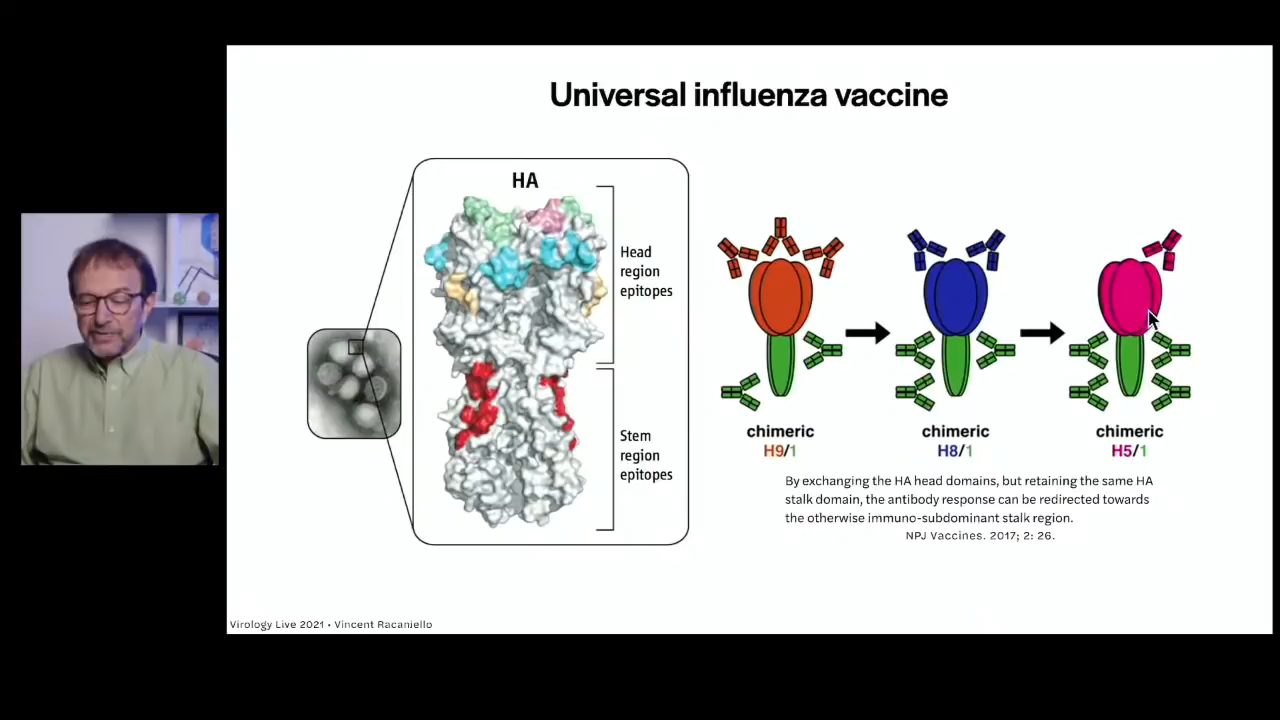 Universal influenza vaccine
HA
Head
region
epitopes
Stem
region
epitopes
chimeric
H9/1
chimeric
H8/1
chimeric
H5/1
By exchanging the HA head domains, but retaining the same HA
stalk domain, the antibody response can be redirected towards
the otherwise immuno-subdominant stalk region.
NPJ Vaccines. 2017; 2: 26.
Virology Live 2021 • Vincent Racaniello